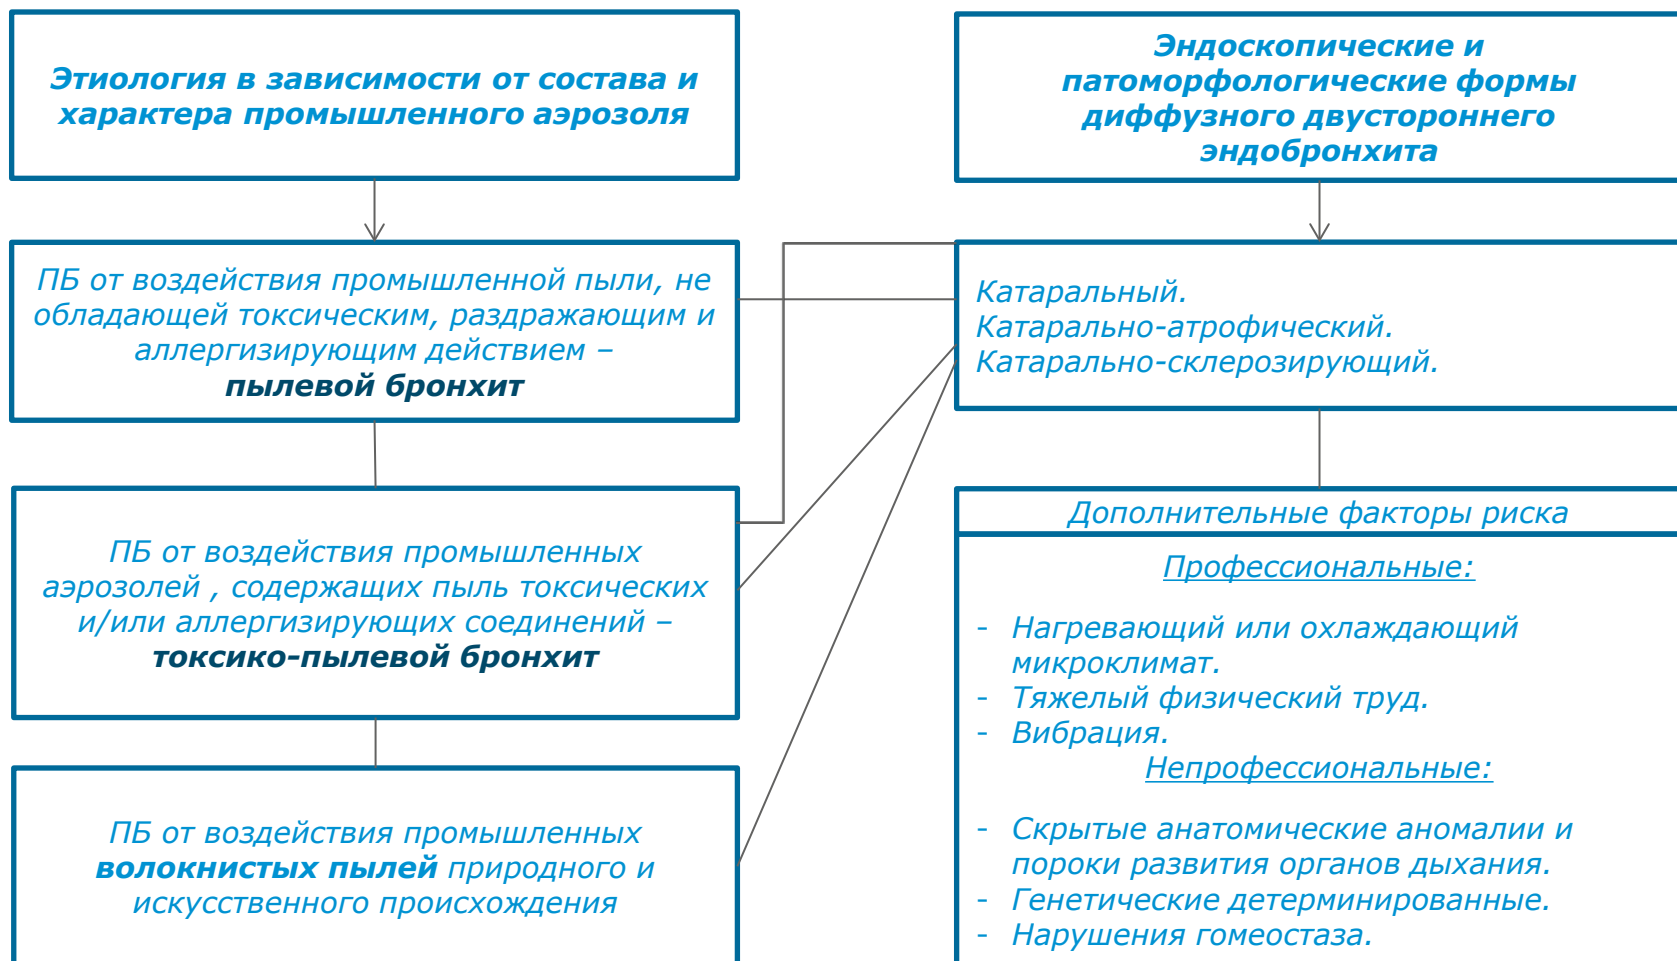 Этиология в зависимости от состава и
характера промышленного аэрозоля
ПБ от воздействия промышленной пыли, не
обладающей токсическим, раздражающим и
аллергизирующим действием –
пылевой бронхит
ПБ от воздействия промышленных
аэрозолей , содержащих пыль токсических
и/или аллергизирующих соединений –
токсико-пылевой бронхит
ПБ от воздействия промышленных
волокнистых пылей природного и
искусственного происхождения
Эндоскопические и
патоморфологические формы
диффузного двустороннего
эндобронхита
Катаральный.
Катарально-атрофический.
Катарально-склерозирующий.
Дополнительные факторы риска
Профессиональные:
- Нагревающий или охлаждающий
микроклимат.
- Тяжелый физический труд.
- Вибрация.
Непрофессиональные:
- Скрытые анатомические аномалии и
пороки развития органов дыхания.
- Генетические детерминированные.
- Нарушения гомеостаза.